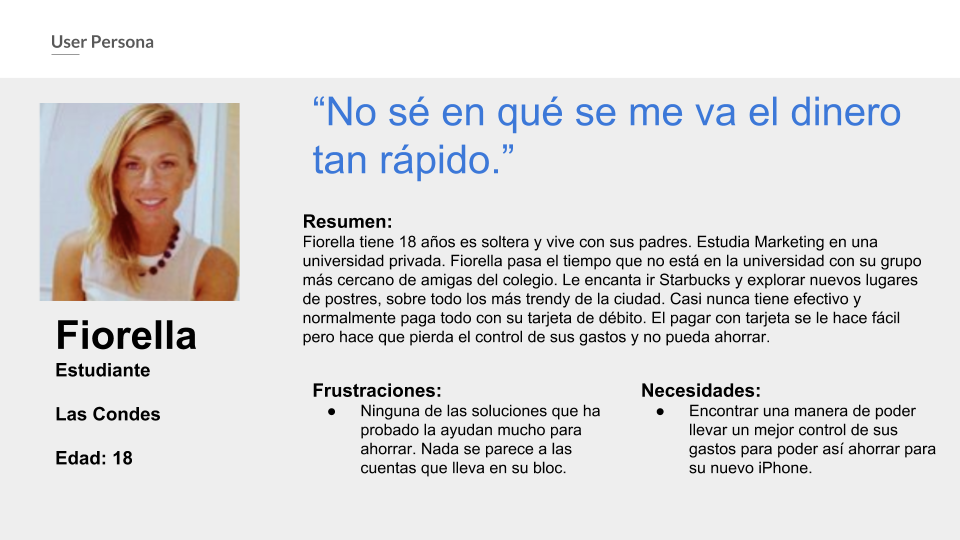 User Persona
“No sé en qué se me va el dinero
tan rápido.”
Resumen:
Fiorella tiene 18 años es soltera y vive con sus padres. Estudia Marketing en una
universidad privada. Fiorella pasa el tiempo que no está en la universidad con su grupo
más cercano de amigas del colegio. Le encanta ir Starbucks y explorar nuevos lugares
de postres, sobre todo los más trendy de la ciudad. Casi nunca tiene efectivo y
normalmente paga todo con su tarjeta de débito. El pagar con tarjeta se le hace fácil
pero hace que pierda el control de sus gastos y no pueda ahorrar.
Fiorella
Estudiante
Las Condes
Edad: 18
Frustraciones:
● Ninguna de las soluciones que ha
probado la ayudan mucho para
ahorrar. Nada se parece a las
cuentas que lleva en su bloc.
Necesidades:
● Encontrar una manera de poder
llevar un mejor control de sus
gastos para poder así ahorrar para
su nuevo iPhone.